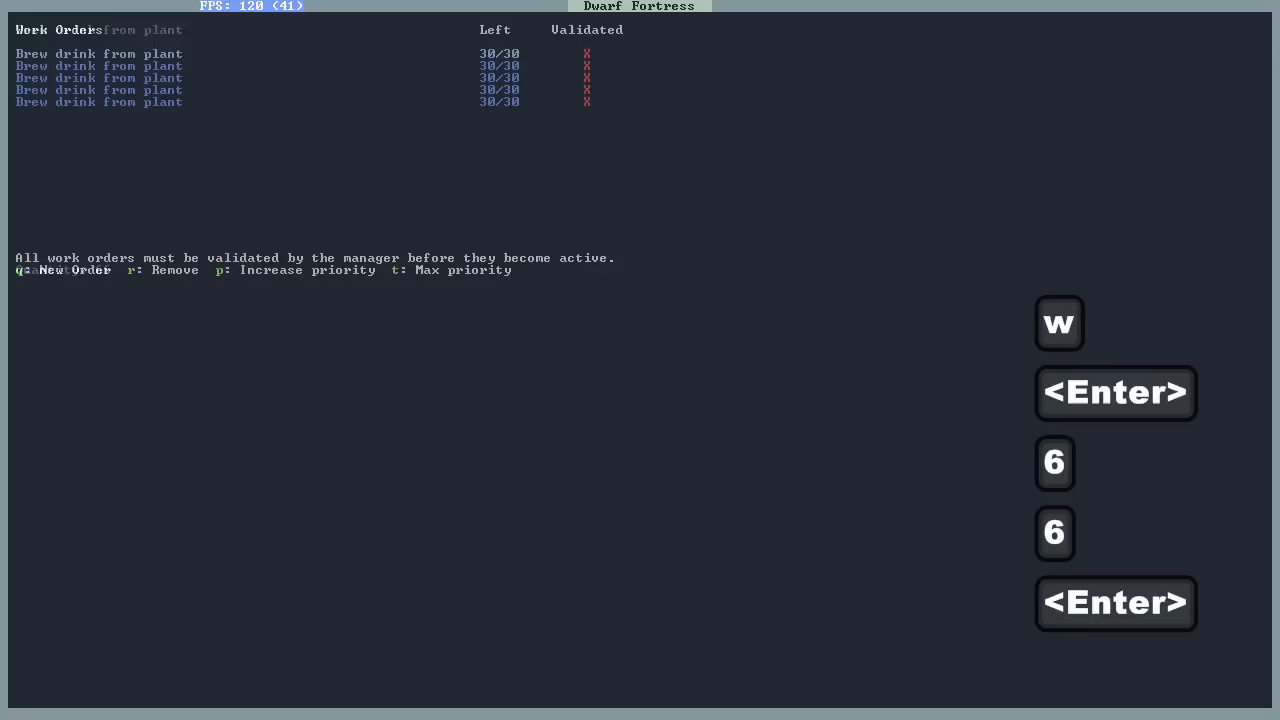 FPS: 120 (41)
Dwarf Fortress
Work Orders from plant Left Validated
Brew drink from plant 30/30 X
Brew drink from plant 30/30 X
Brew drink from plant 30/30 X
Brew drink from plant 30/30 X
Brew drink from plant 30/30 X
All work orders must be validated by the manager before they become active.
q: New Order r: Remove p: Increase priority t: Max priority
w
<Enter>
6
6
<Enter>